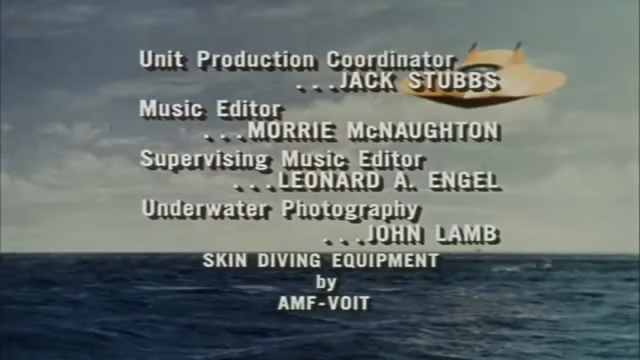 Unit Production Coordinator
...JACK STUBBS
Music Editor
...MORRIE McNAUGHTON
Supervising Music Editor
...LEONARD A. ENGEL
Underwater Photography
...JOHN LAMB
SKIN DIVING EQUIPMENT
by
AMF-VOIT